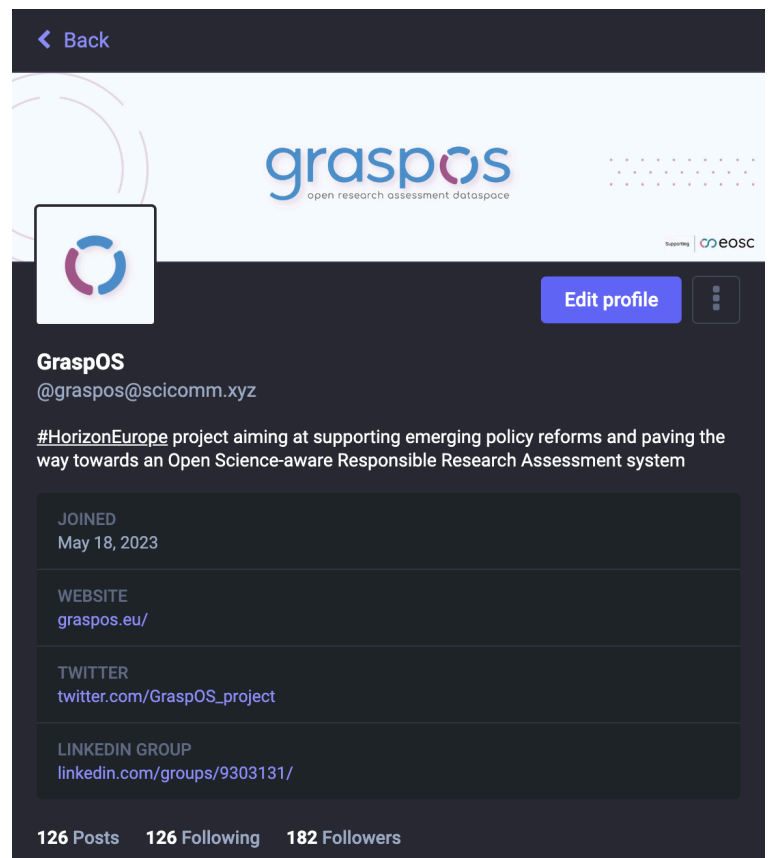 Back
graspos
open research assessment dataspace
Supporting
eosc
Edit profile
GraspOS
@graspos@scicomm.xyz
#HorizonEurope project aiming at supporting emerging policy reforms and paving the
way towards an Open Science-aware Responsible Research Assessment system
JOINED
May 18, 2023
WEBSITE
graspos.eu/
TWITTER
twitter.com/GraspOS_project
LINKEDIN GROUP
linkedin.com/groups/9303131/
126 Posts 126 Following 182 Followers